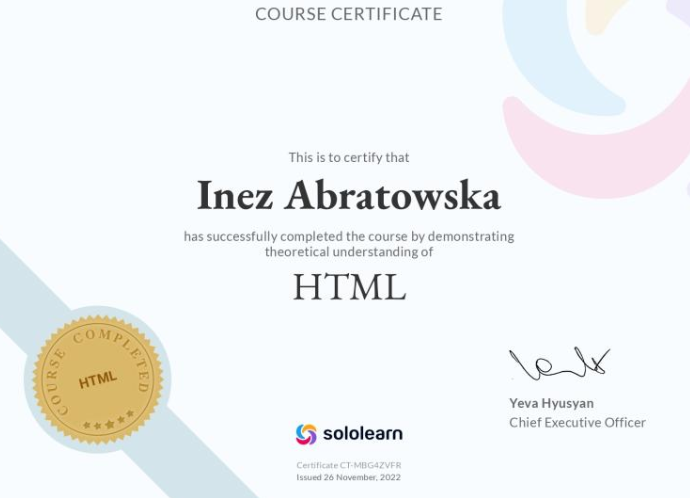 COURSE CERTIFICATE
This is to certify that
Inez Abratowska
has successfully completed the course by demonstrating
theoretical understanding of
HTML
COURSE COMPLETED
HTML
Yeva Hyusyan
Chief Executive Officer
sololearn
Certificate CT-MBG4ZVFR
Issued 26 November, 2022